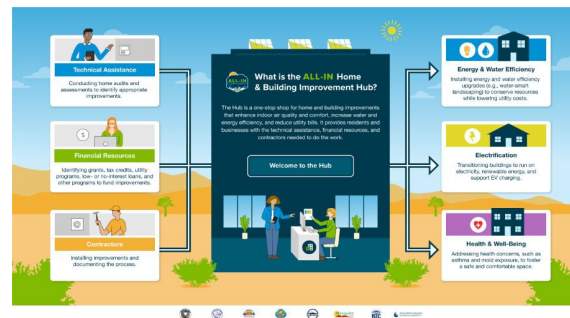 Technical Assistance
Conducting home audits and
assessments to identify appropriate
improvements.
Financial Resources
Identifying grants, tax credits, utility
programs, low- or no-interest loans, and
other programs to fund improvements.
Contractors
Installing improvements and
documenting the process.
What is the ALL-IN Home
& Building Improvement Hub?
The Hub is a one-stop shop for home and building improvements
that enhance indoor air quality and comfort, increase water and
energy efficiency, and reduce utility bills. It provides residents and
businesses with the technical assistance, financial resources, and
contractors needed to do the work.
Welcome to the Hub
Energy & Water Efficiency
Installing energy and water efficiency
upgrades (e.g., water-smart
landscaping) to conserve resources
while lowering utility costs.
Electrification
Transitioning buildings to run on
electricity, renewable energy, and
support EV charging.
Health & Well-Being
Addressing health concerns, such as
asthma and mold exposure, to foster
a safe and comfortable space.
RTC